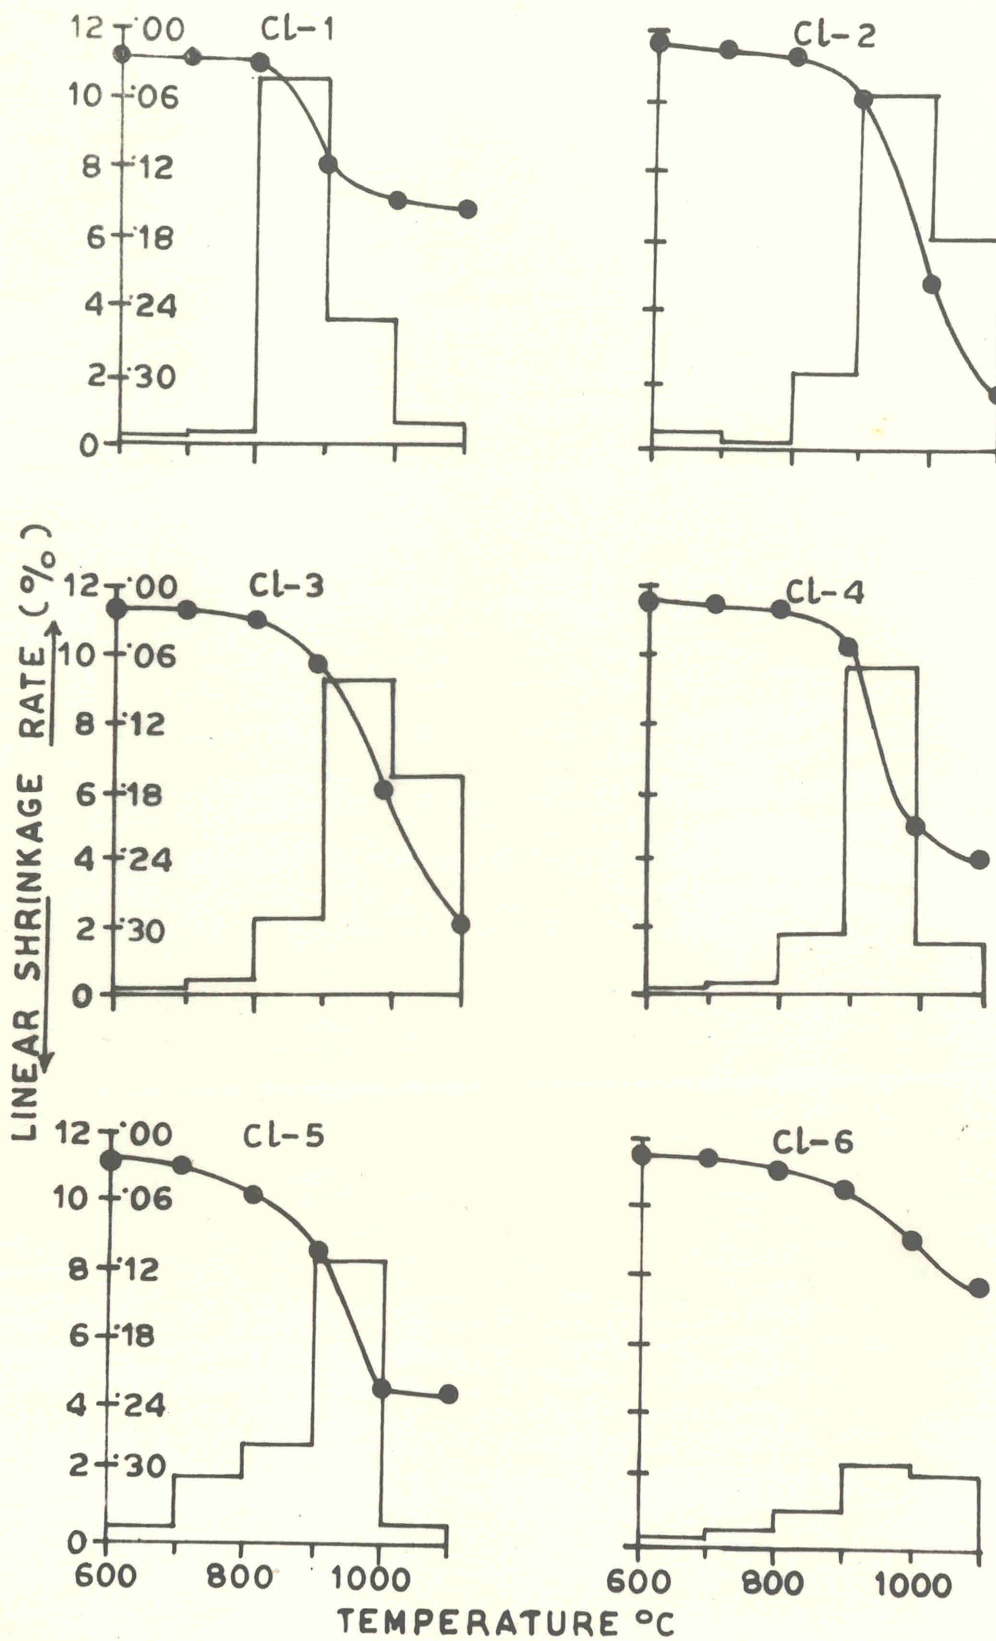 Cl-1
12 .00
10 .06
8 .12
6 .18
4 .24
2 .30
0
Cl-2
LINEAR SHRINKAGE RATE (%)
Cl-3
12 .00
10 .06
8 .12
6 .18
4 .24
2 .30
0
Cl-4
Cl-5
12 .00
10 .06
8 .12
6 .18
4 .24
2 .30
0
600 800 1000
Cl-6
600 800 1000
TEMPERATURE °C